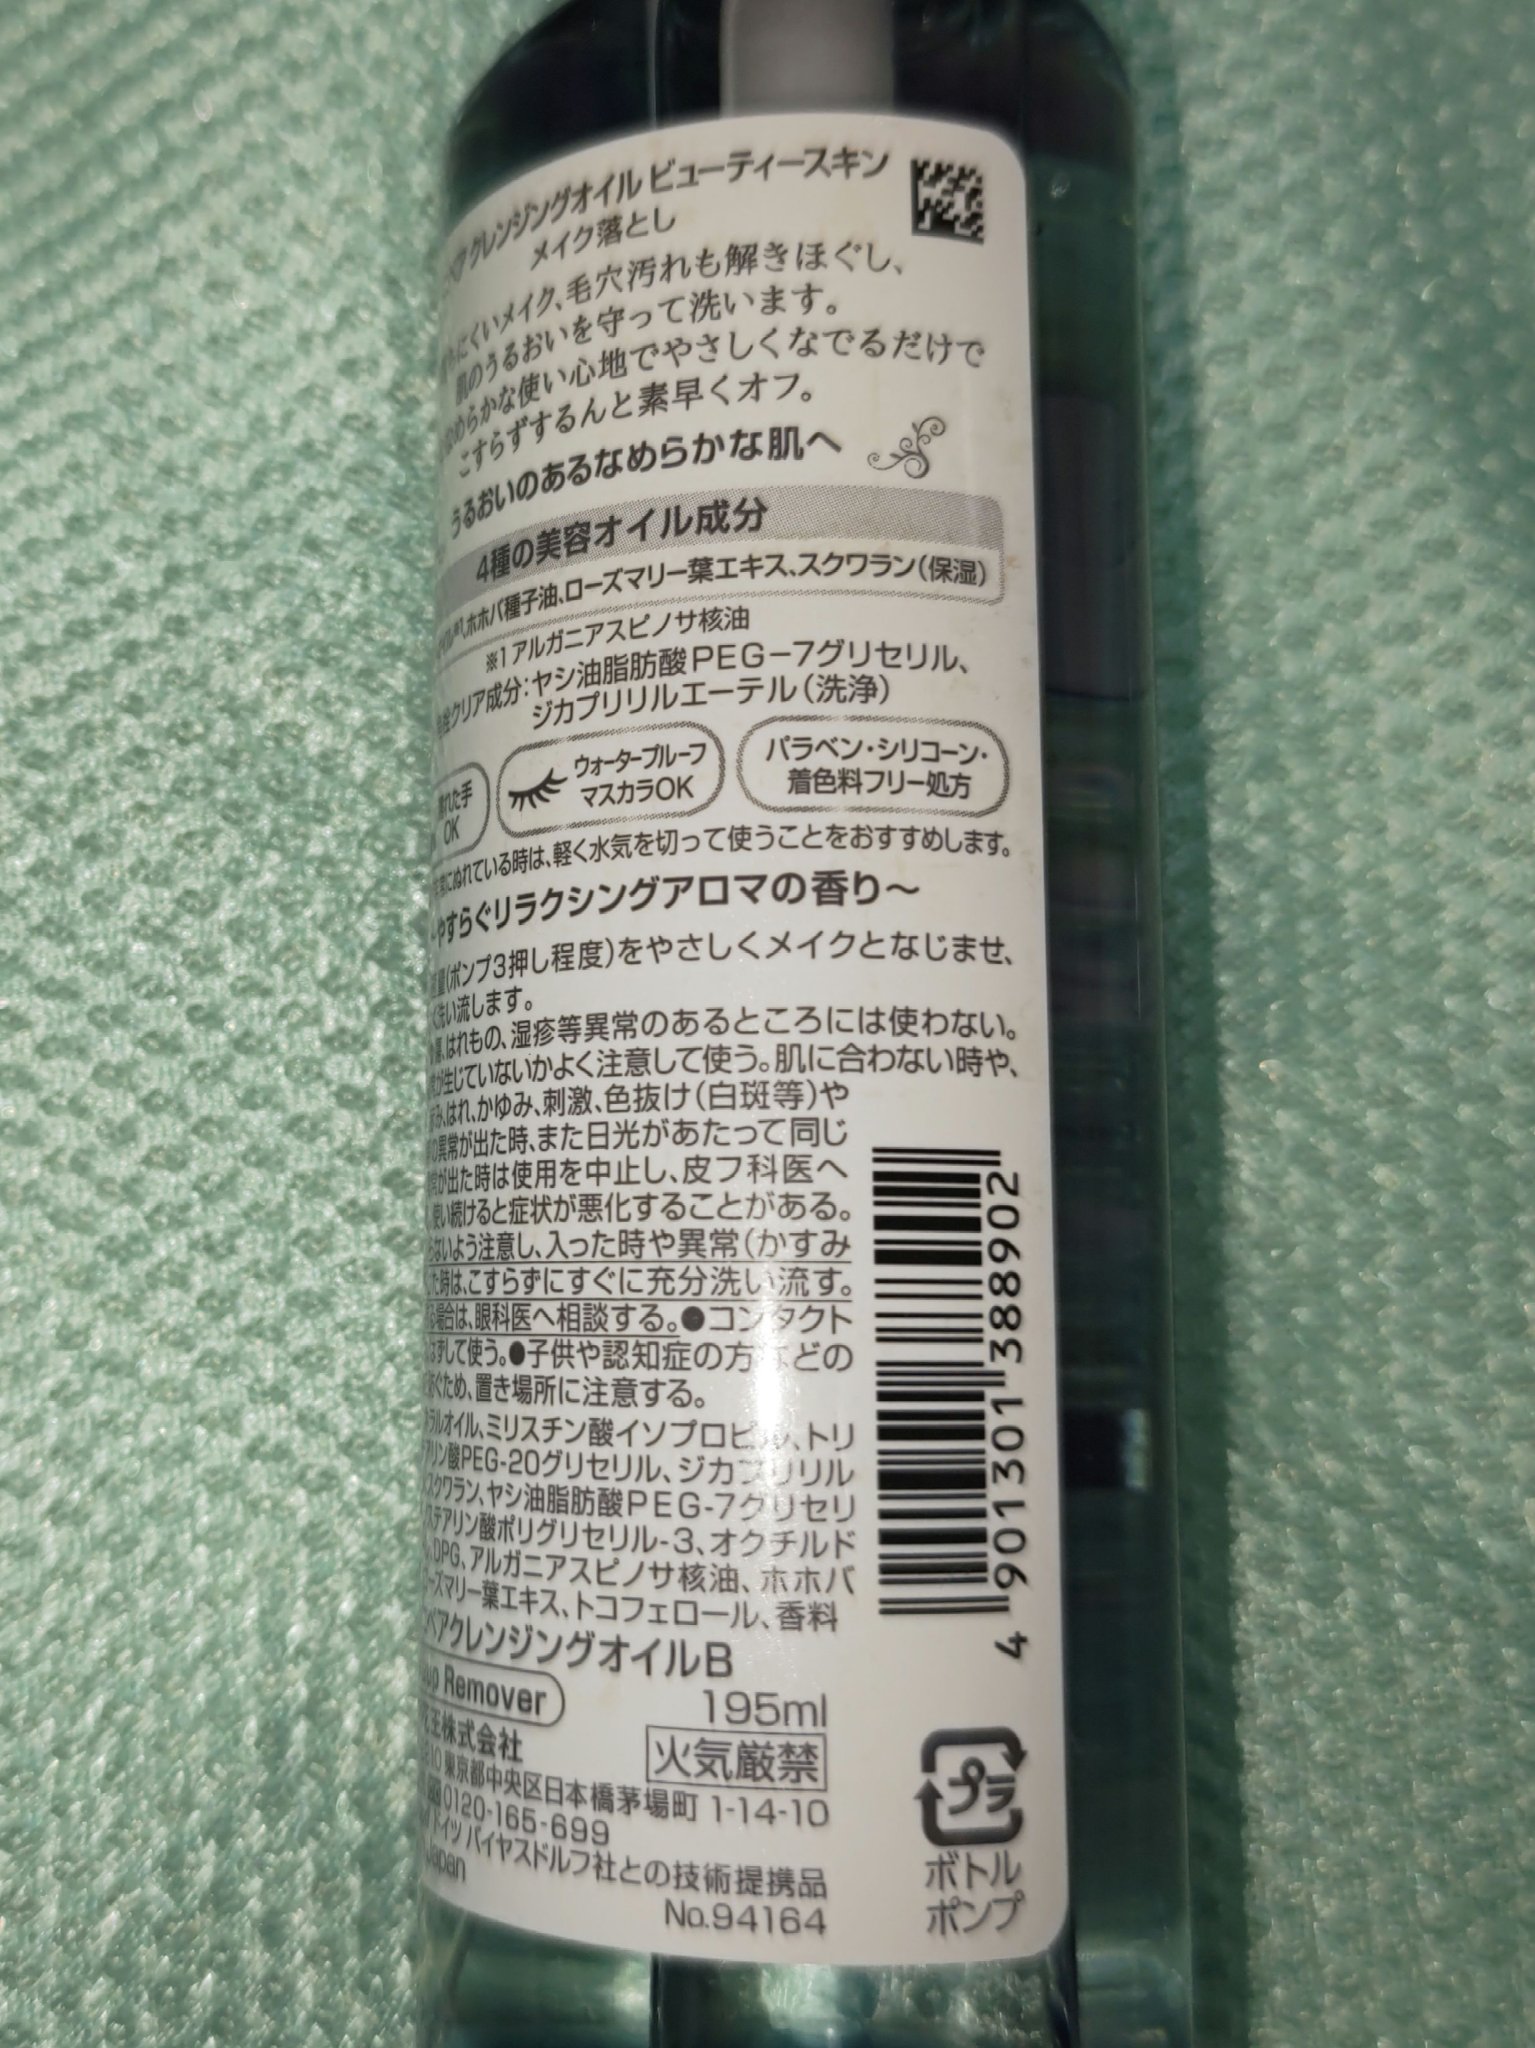 クレンジングオイル ビューティースキン
メイク落とし
にくいメイク、毛穴汚れも解きほぐし、
肌のうるおいを守って洗います。
めらかな使い心地でやさしくなでるだけで
こすらずするんと素早くオフ。
うるおいのあるなめらかな肌へ
4種の美容オイル成分
ホホバ種子油、ローズマリー葉エキス、スクワラン(保湿)
※1アルガニアスピノサ核油
クリア成分:ヤシ油脂肪酸PEG-7グリセリル、
ジカプリリルエーテル(洗浄)
れた手
OK
ウォータープルーフ
マスカラOK
パラベン・シリコーン・
着色料フリー処方
にぬれている時は、軽く水気を切って使うことをおすすめします。
~やすらぐリラクシングアロマの香り~
量(ポンプ3押し程度)をやさしくメイクとなじませ、
洗い流します。
はれもの、湿疹等異常のあるところには使わない。
が生じていないかよく注意して使う。肌に合わない時や、
み、はれ、かゆみ、刺激、色抜け(白斑等)や
の異常が出た時、また日光があたって同じ
が出た時は使用を中止し、皮フ科医へ
使い続けると症状が悪化することがある。
ないよう注意し、入った時や異常(かすみ
た時は、こすらずにすぐに充分洗い流す。
る場合は、眼科医へ相談する。●コンタクト
はずして使う。●子供や認知症の方などの
ぐため、置き場所に注意する。
ラルオイル、ミリスチン酸イソプロピル、トリ
アリン酸PEG-20グリセリル、ジカプリリル
スクワラン、ヤシ油脂肪酸PEG-7グリセリ
ステアリン酸ポリグリセリル-3、オクチルド
DPG、アルガニアスピノサ核油、ホホバ
ーズマリー葉エキス、トコフェロール、香料
ベアクレンジングオイルB
Remover
195ml
王株式会社
火気厳禁
東京都中央区日本橋茅場町 1-14-10
0120-165-699
ドイツ バイヤスドルフ社との技術提携品
Japan
No.94164
4 901301 388902
プラ
ボトル
ポンプ